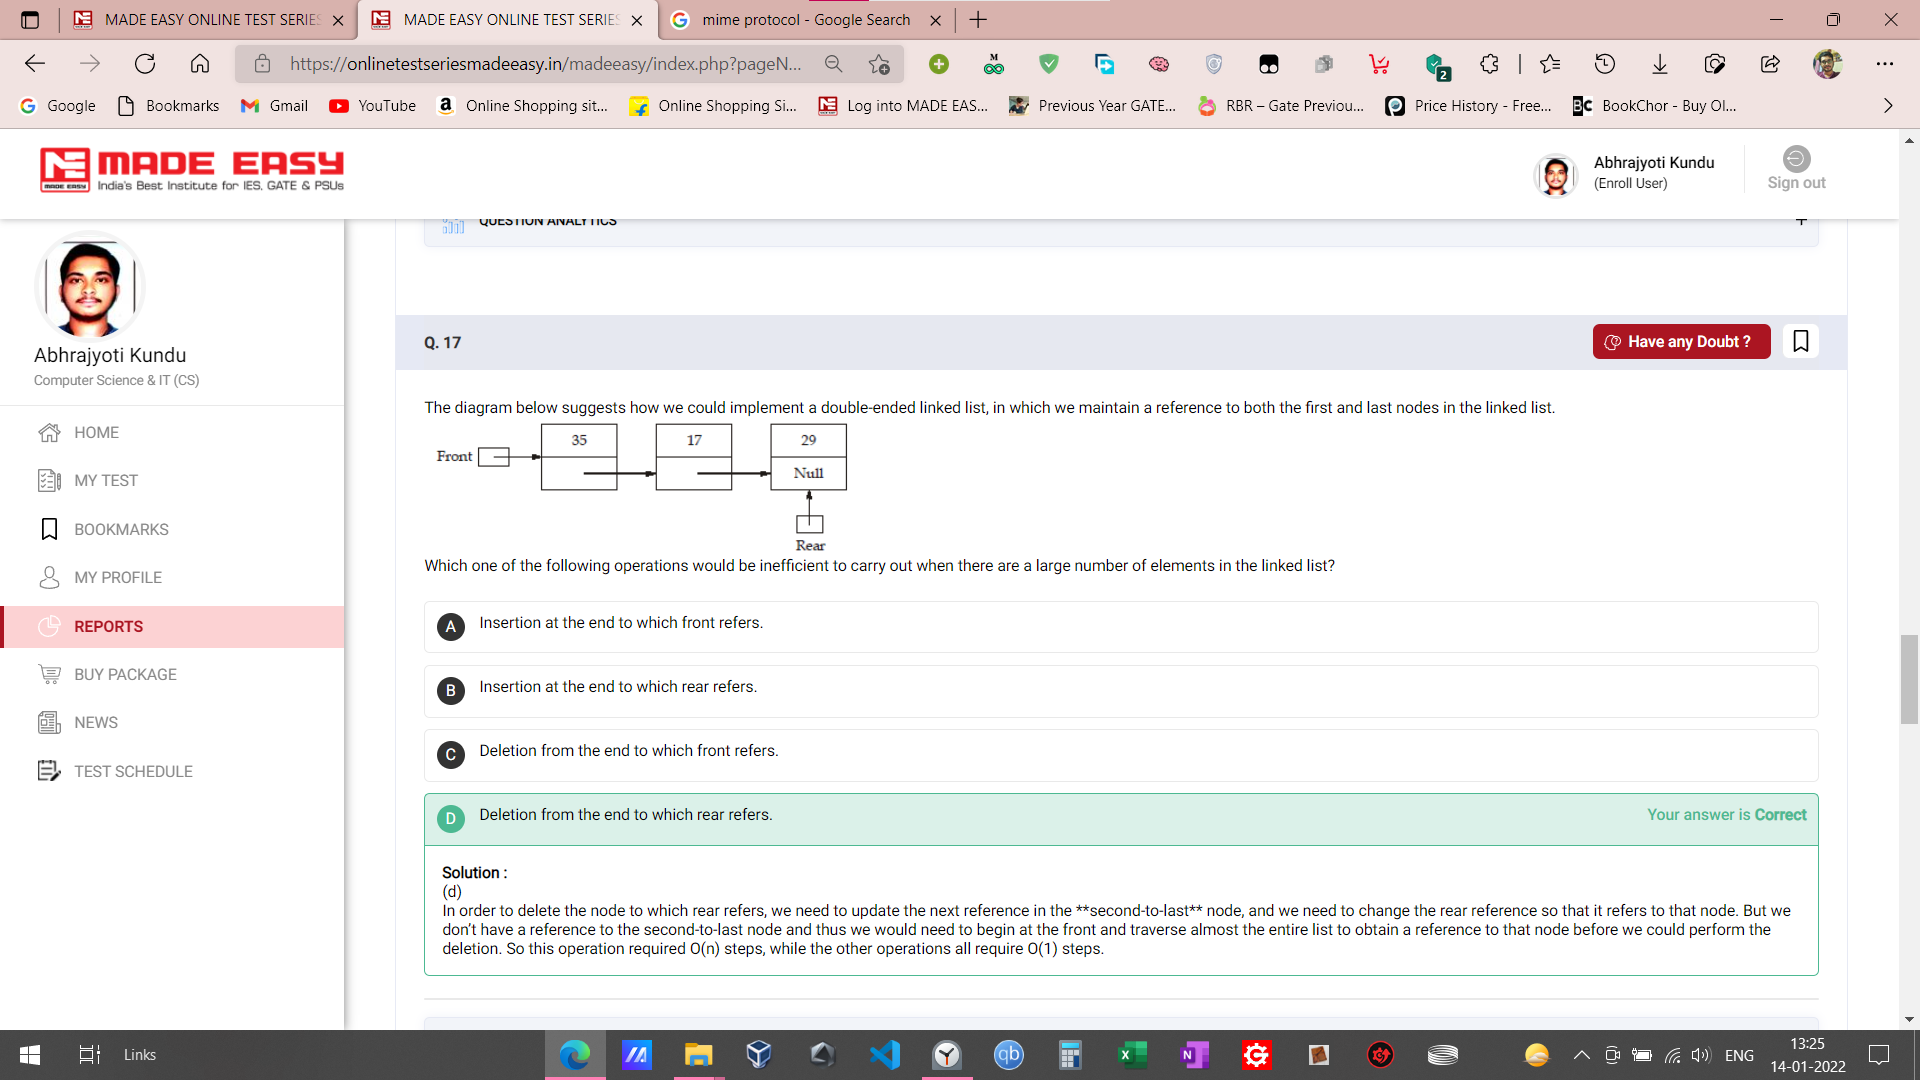 MADE EASY ONLINE TEST SERIES
MADE EASY ONLINE TEST SERIES
mime protocol - Google Search
https://onlinetestseriesmadeeasy.in/madeeasy/index.php?pageN...
2
Google
Bookmarks
Gmail
YouTube
Online Shopping sit...
Online Shopping Si...
Log into MADE EAS...
Previous Year GATE...
RBR – Gate Previou...
Price History - Free...
BookChor - Buy Ol...
MADE EASY
MADE EASY
India's Best Institute for IES, GATE & PSUs
Abhrajyoti Kundu
(Enroll User)
Sign out
QUESTION ANALYTICS
Abhrajyoti Kundu
Computer Science & IT (CS)
HOME
MY TEST
BOOKMARKS
MY PROFILE
REPORTS
BUY PACKAGE
NEWS
TEST SCHEDULE
Q. 17
Have any Doubt ?
The diagram below suggests how we could implement a double-ended linked list, in which we maintain a reference to both the first and last nodes in the linked list.
35 17 29
Front
Null
Rear
Which one of the following operations would be inefficient to carry out when there are a large number of elements in the linked list?
A Insertion at the end to which front refers.
B Insertion at the end to which rear refers.
C Deletion from the end to which front refers.
D Deletion from the end to which rear refers. Your answer is Correct
Solution :
(d)
In order to delete the node to which rear refers, we need to update the next reference in the **second-to-last** node, and we need to change the rear reference so that it refers to that node. But we
don't have a reference to the second-to-last node and thus we would need to begin at the front and traverse almost the entire list to obtain a reference to that node before we could perform the
deletion. So this operation required O(n) steps, while the other operations all require O(1) steps.
Links
qb
ENG
13:25
14-01-2022